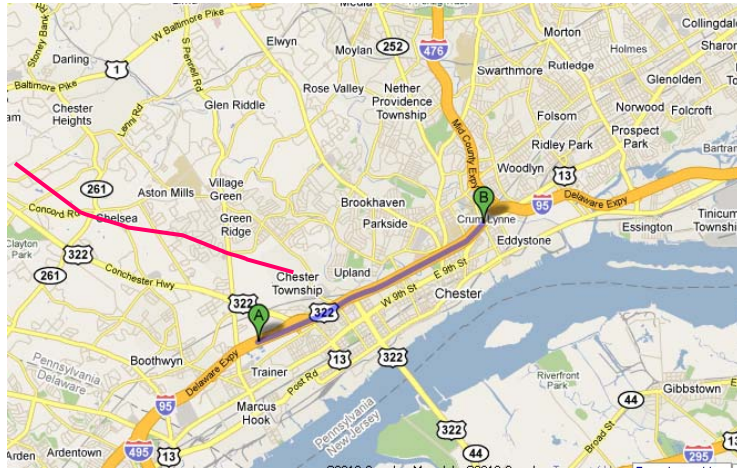 Stoney Bank Rd
Darling
W Baltimore Pike
Elwyn
Media
Moylan
252
476
Morton
Collingdale
Holmes
Sharon
1
S Pennell Rd
Swarthmore
Rutledge
Glenolden
Baltimore Pike
Rose Valley
Nether
Providence
Township
Chester
Heights
Lenni Rd
Glen Riddle
Mid County Expy
Folsom
Norwood
Folcroft
Ridley Park
Prospect
Park
Woodlyn
13
Bartram
261
Aston Mills
Village
Green
Brookhaven
B
Delaware Expy
95
Concord Rd
Chelsea
Green
Ridge
Parkside
Crum Lynne
Eddystone
Essington
Tinicum
Township
Clayton
Park
322
261
Conchester Hwy
Chester
Township
Upland
W 9th St
E 9th St
Chester
322
322
A
Boothwyn
Delaware Expy
Trainer
13
322
Pennsylvania
Delaware
Post Rd
Marcus
Hook
95
Pennsylvania
New Jersey
Riverfront
Park
44
Gibbstown
322
Broad St
44
295
Arden
Ardentown
495
13